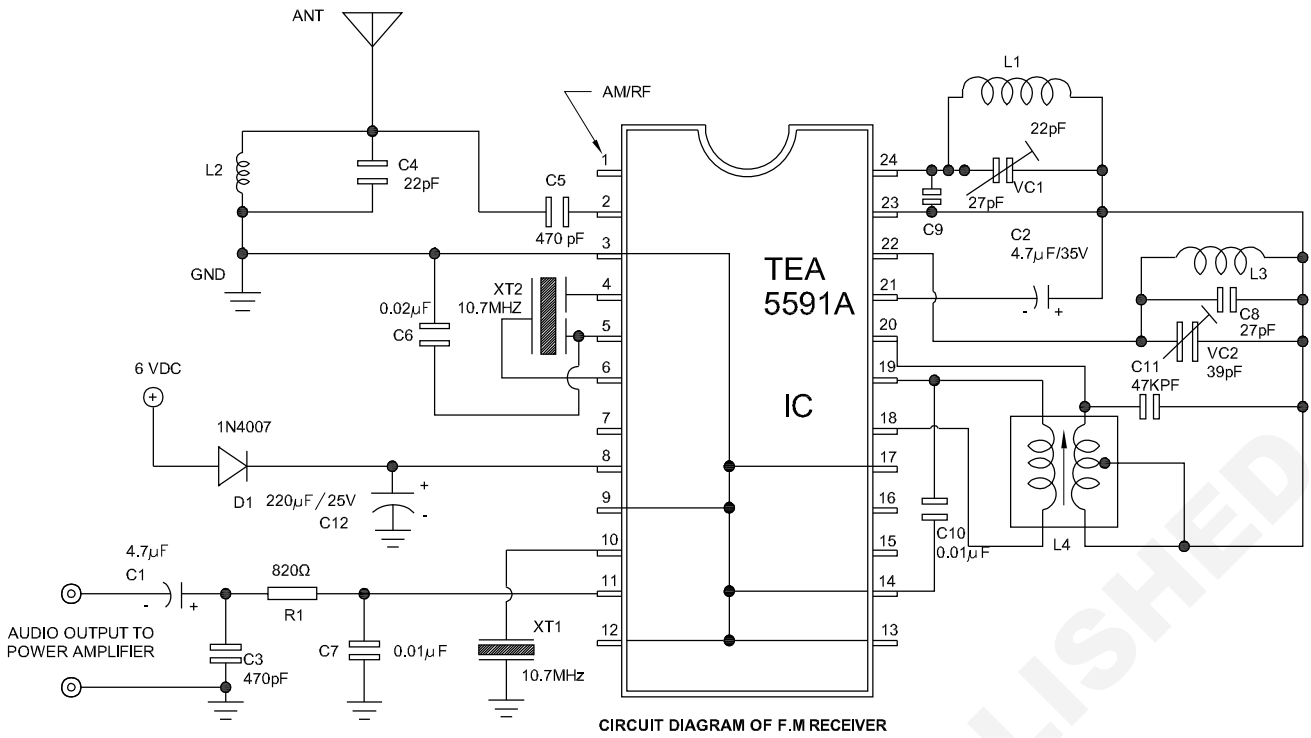 ANT
AM/RF
L1
22pF
L2
C4
22pF
C5
470 pF
VC1
27pF
C9
C2
4.7µF/35V
GND
XT2
10.7MHZ
0.02µF
C6
TEA
5591A
IC
L3
C8
27pF
VC2
39pF
C11
47KPF
6 VDC
+
1N4007
D1
220µF/25V
C12
+
-
L4
C10
0.01µF
4.7µF
C1
-
+
820Ω
R1
C7
0.01µF
XT1
10.7MHz
C3
470pF
AUDIO OUTPUT TO
POWER AMPLIFIER
1
2
3
4
5
6
7
8
9
10
11
12
24
23
22
21
20
19
18
17
16
15
14
13
-
+
CIRCUIT DIAGRAM OF F.M RECEIVER
LISHED